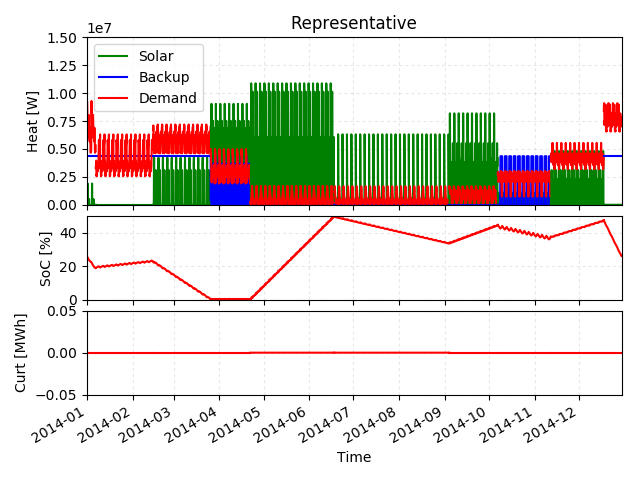 Representative
1e7
1.50
1.25
1.00
0.75
0.50
0.25
0.00
Heat [W]
Solar
Backup
Demand
40
20
0
SoC [%]
0.05
0.00
−0.05
Curt [MWh]
2014-01
2014-02
2014-03
2014-04
2014-05
2014-06
2014-07
2014-08
2014-09
2014-10
2014-11
2014-12
Time